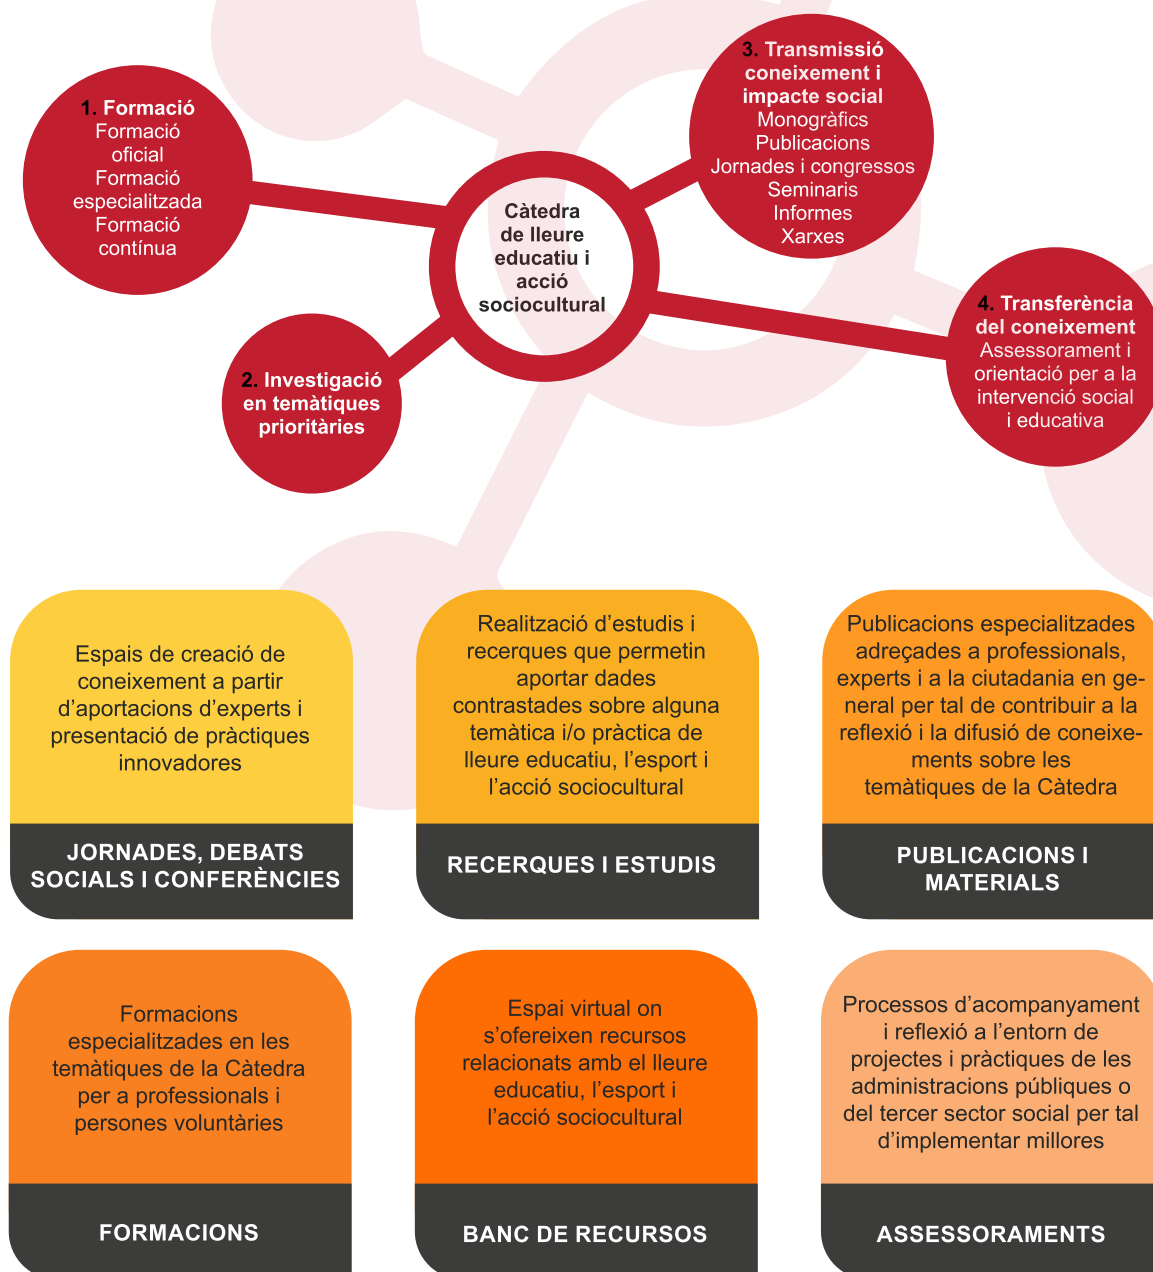 1. Formació
Formació
oficial
Formació
especialitzada
Formació
contínua
2. Investigació
en temàtiques
prioritàries
Càtedra
de lleure
educatiu i
acció
sociocultural
3. Transmissió
coneixement i
impacte social
Monogràfics
Publicacions
Jornades i congressos
Seminaris
Informes
Xarxes
4. Transferència
del coneixement
Assessorament i
orientació per a la
intervenció social
i educativa
Espais de creació de
coneixement a partir
d’aportacions d’experts i
presentació de pràctiques
innovadores
JORNADES, DEBATS
SOCIALS I CONFERÈNCIES
Realització d’estudis i
recerques que permetin
aportar dades
contrastades sobre alguna
temàtica i/o pràctica de
lleure educatiu, l’esport i
l’acció sociocultural
RECERQUES I ESTUDIS
Publicacions especialitzades
adreçades a professionals,
experts i a la ciutadania en ge-
neral per tal de contribuir a la
reflexió i la difusió de coneixe-
ments sobre les
temàtiques de la Càtedra
PUBLICACIONS I
MATERIALS
Formacions
especialitzades en les
temàtiques de la Càtedra
per a professionals i
persones voluntàries
FORMACIONS
Espai virtual on
s’ofereixen recursos
relacionats amb el lleure
educatiu, l’esport i
l’acció sociocultural
BANC DE RECURSOS
Processos d’acompanyament
i reflexió a l’entorn de
projectes i pràctiques de les
administracions públiques o
del tercer sector social per tal
d’implementar millores
ASSESSORAMENTS